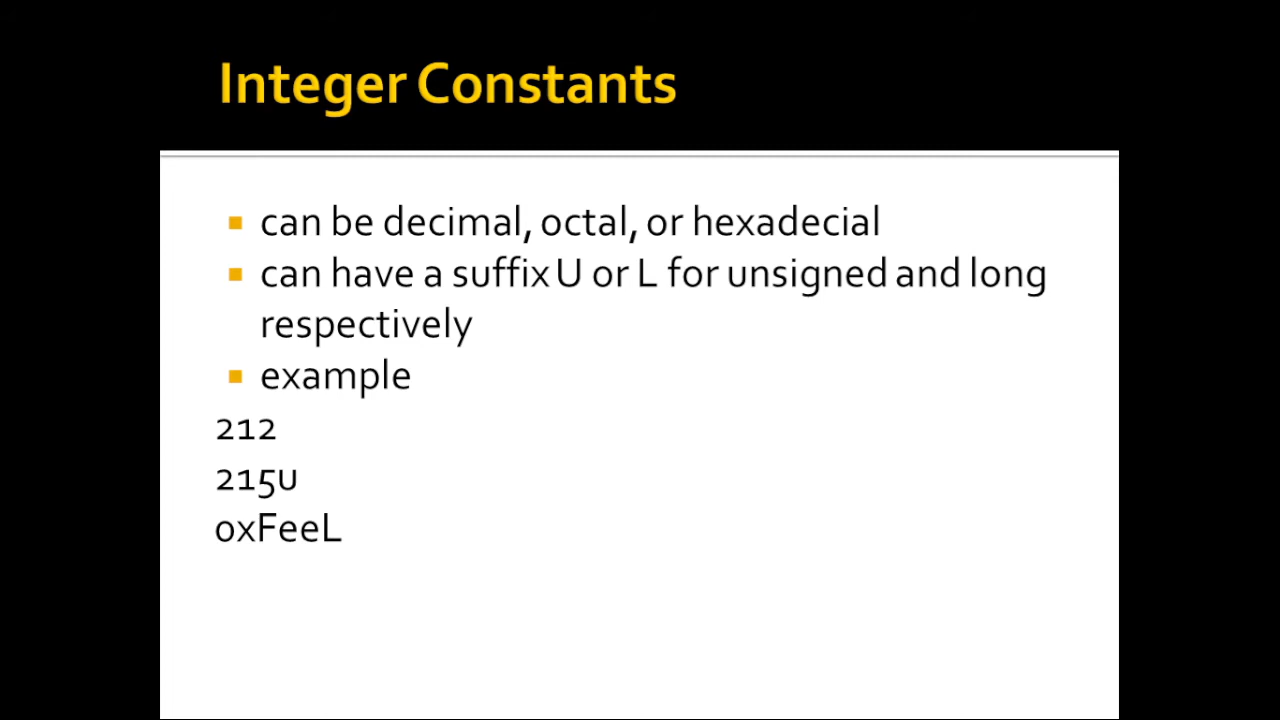 Integer Constants
can be decimal, octal, or hexadecial
can have a suffix U or L for unsigned and long
respectively
example
212
215u
0xFeeL